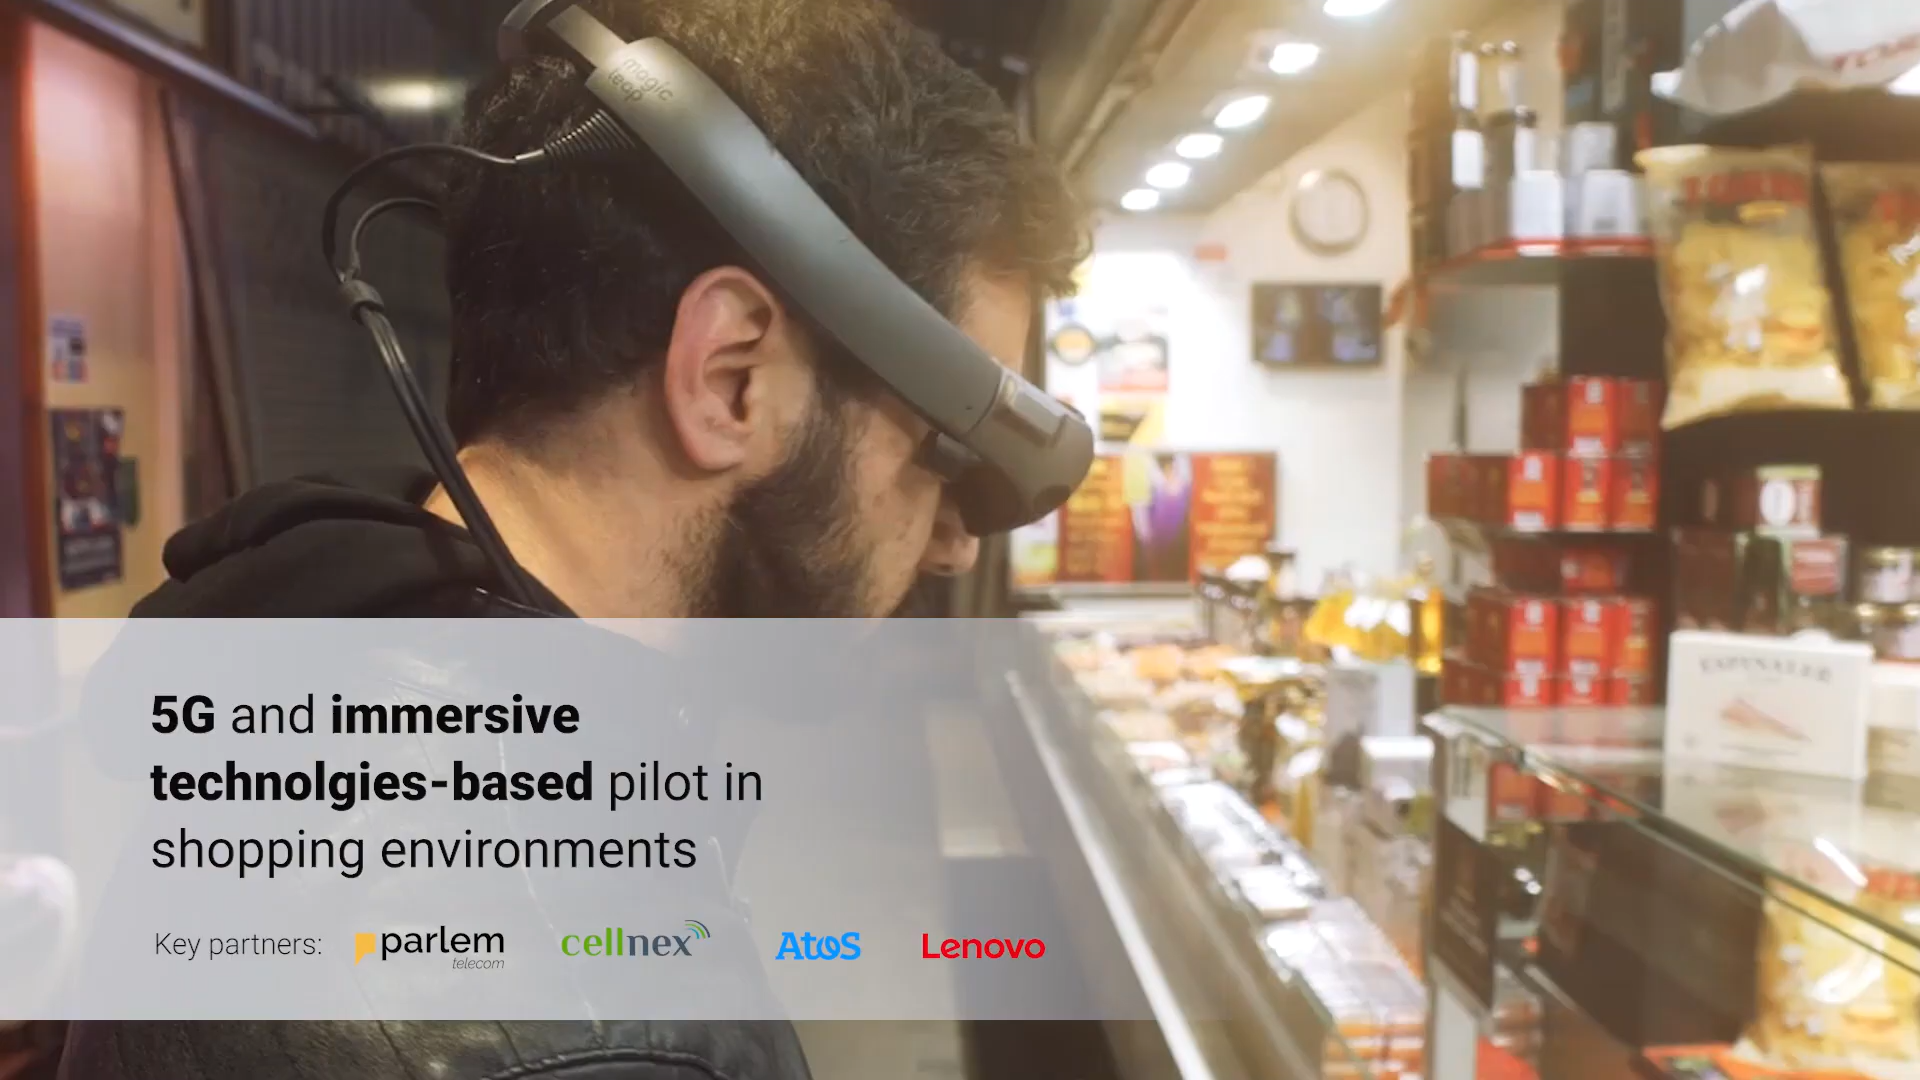 magic
leap
5G and immersive
technolgies-based pilot in
shopping environments
Key partners: parlem telecom cellnex Atos Lenovo